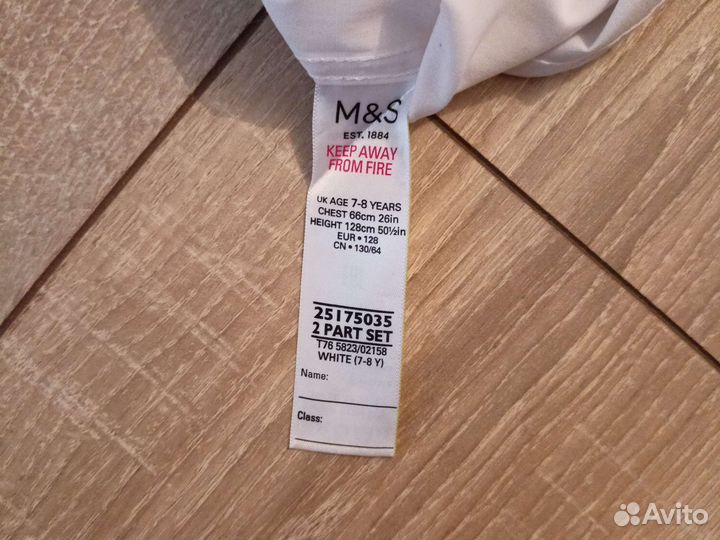 M&S
EST. 1884
KEEP AWAY
FROM FIRE
UK AGE 7-8 YEARS
CHEST 66cm 26in
HEIGHT 128cm 50½in
EUR • 128
CN • 130/64
25175035
2 PART SET
T76 5823/02158
WHITE (7-8 Y)
Name:
Class:
Avito